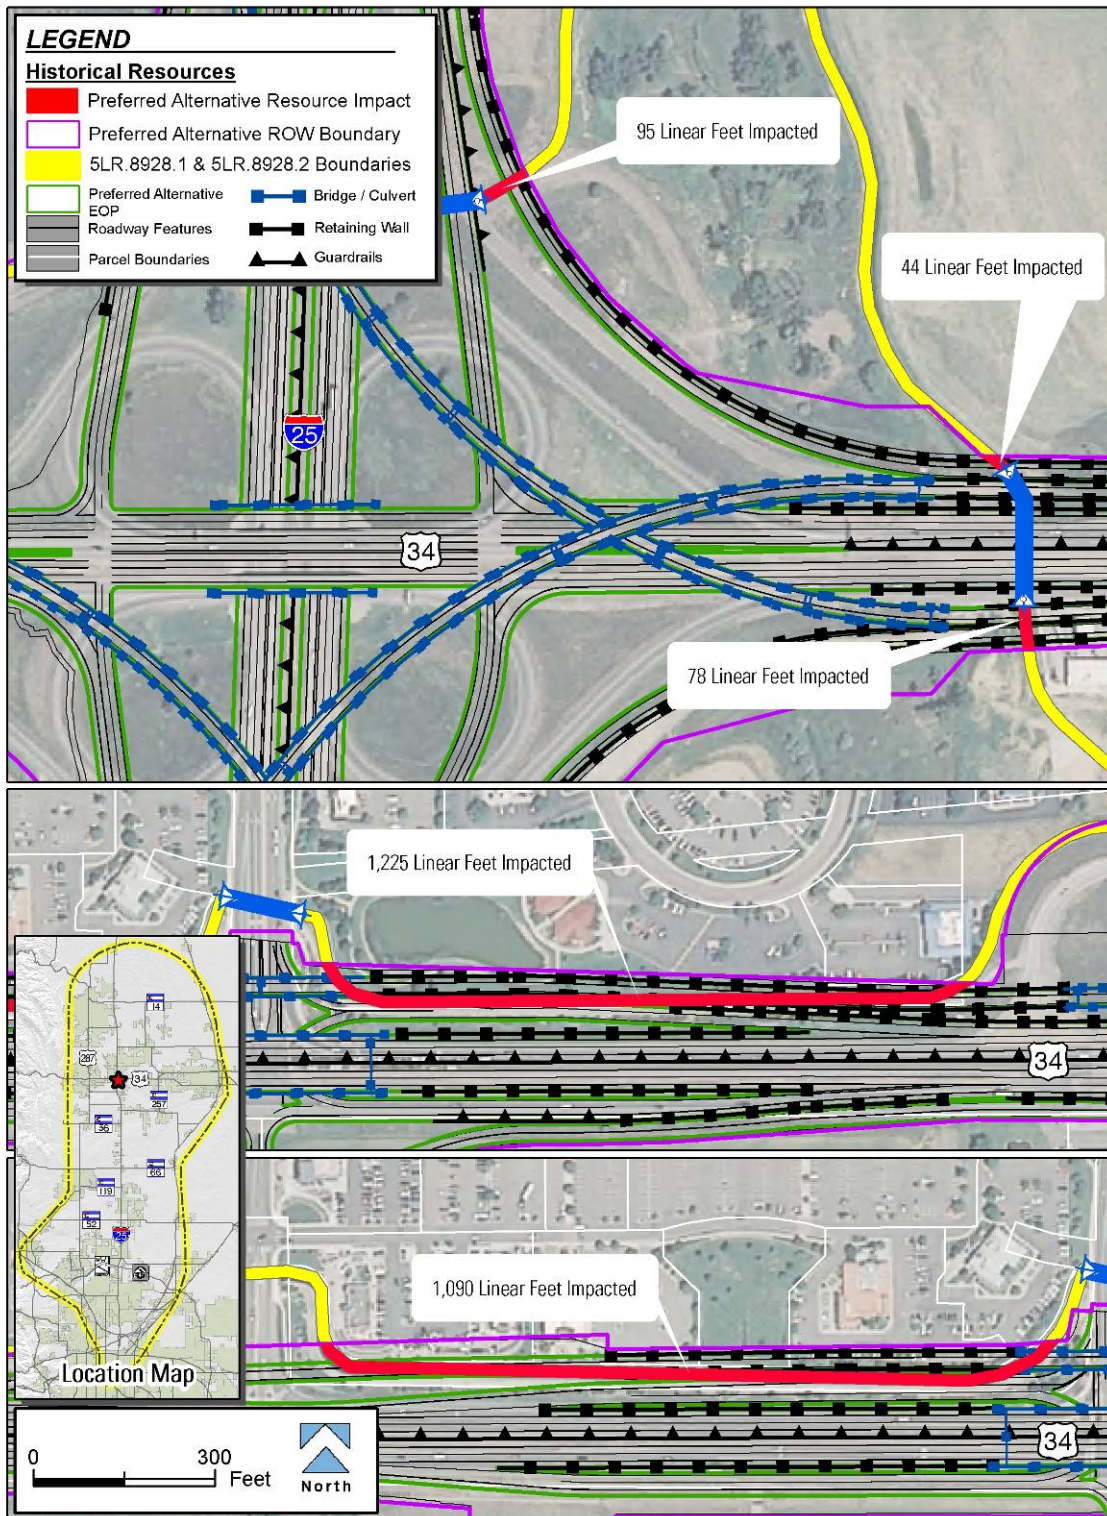 LEGEND
Historical Resources
Preferred Alternative Resource Impact
Preferred Alternative ROW Boundary
5LR.8928.1 & 5LR.8928.2 Boundaries
Preferred Alternative
EOP
Roadway Features
Parcel Boundaries
Bridge / Culvert
Retaining Wall
Guardrails
95 Linear Feet Impacted
44 Linear Feet Impacted
25
34
78 Linear Feet Impacted
1,225 Linear Feet Impacted
34
14
287
34
257
36
66
119
52
25
Location Map
1,090 Linear Feet Impacted
34
0 300
Feet
North